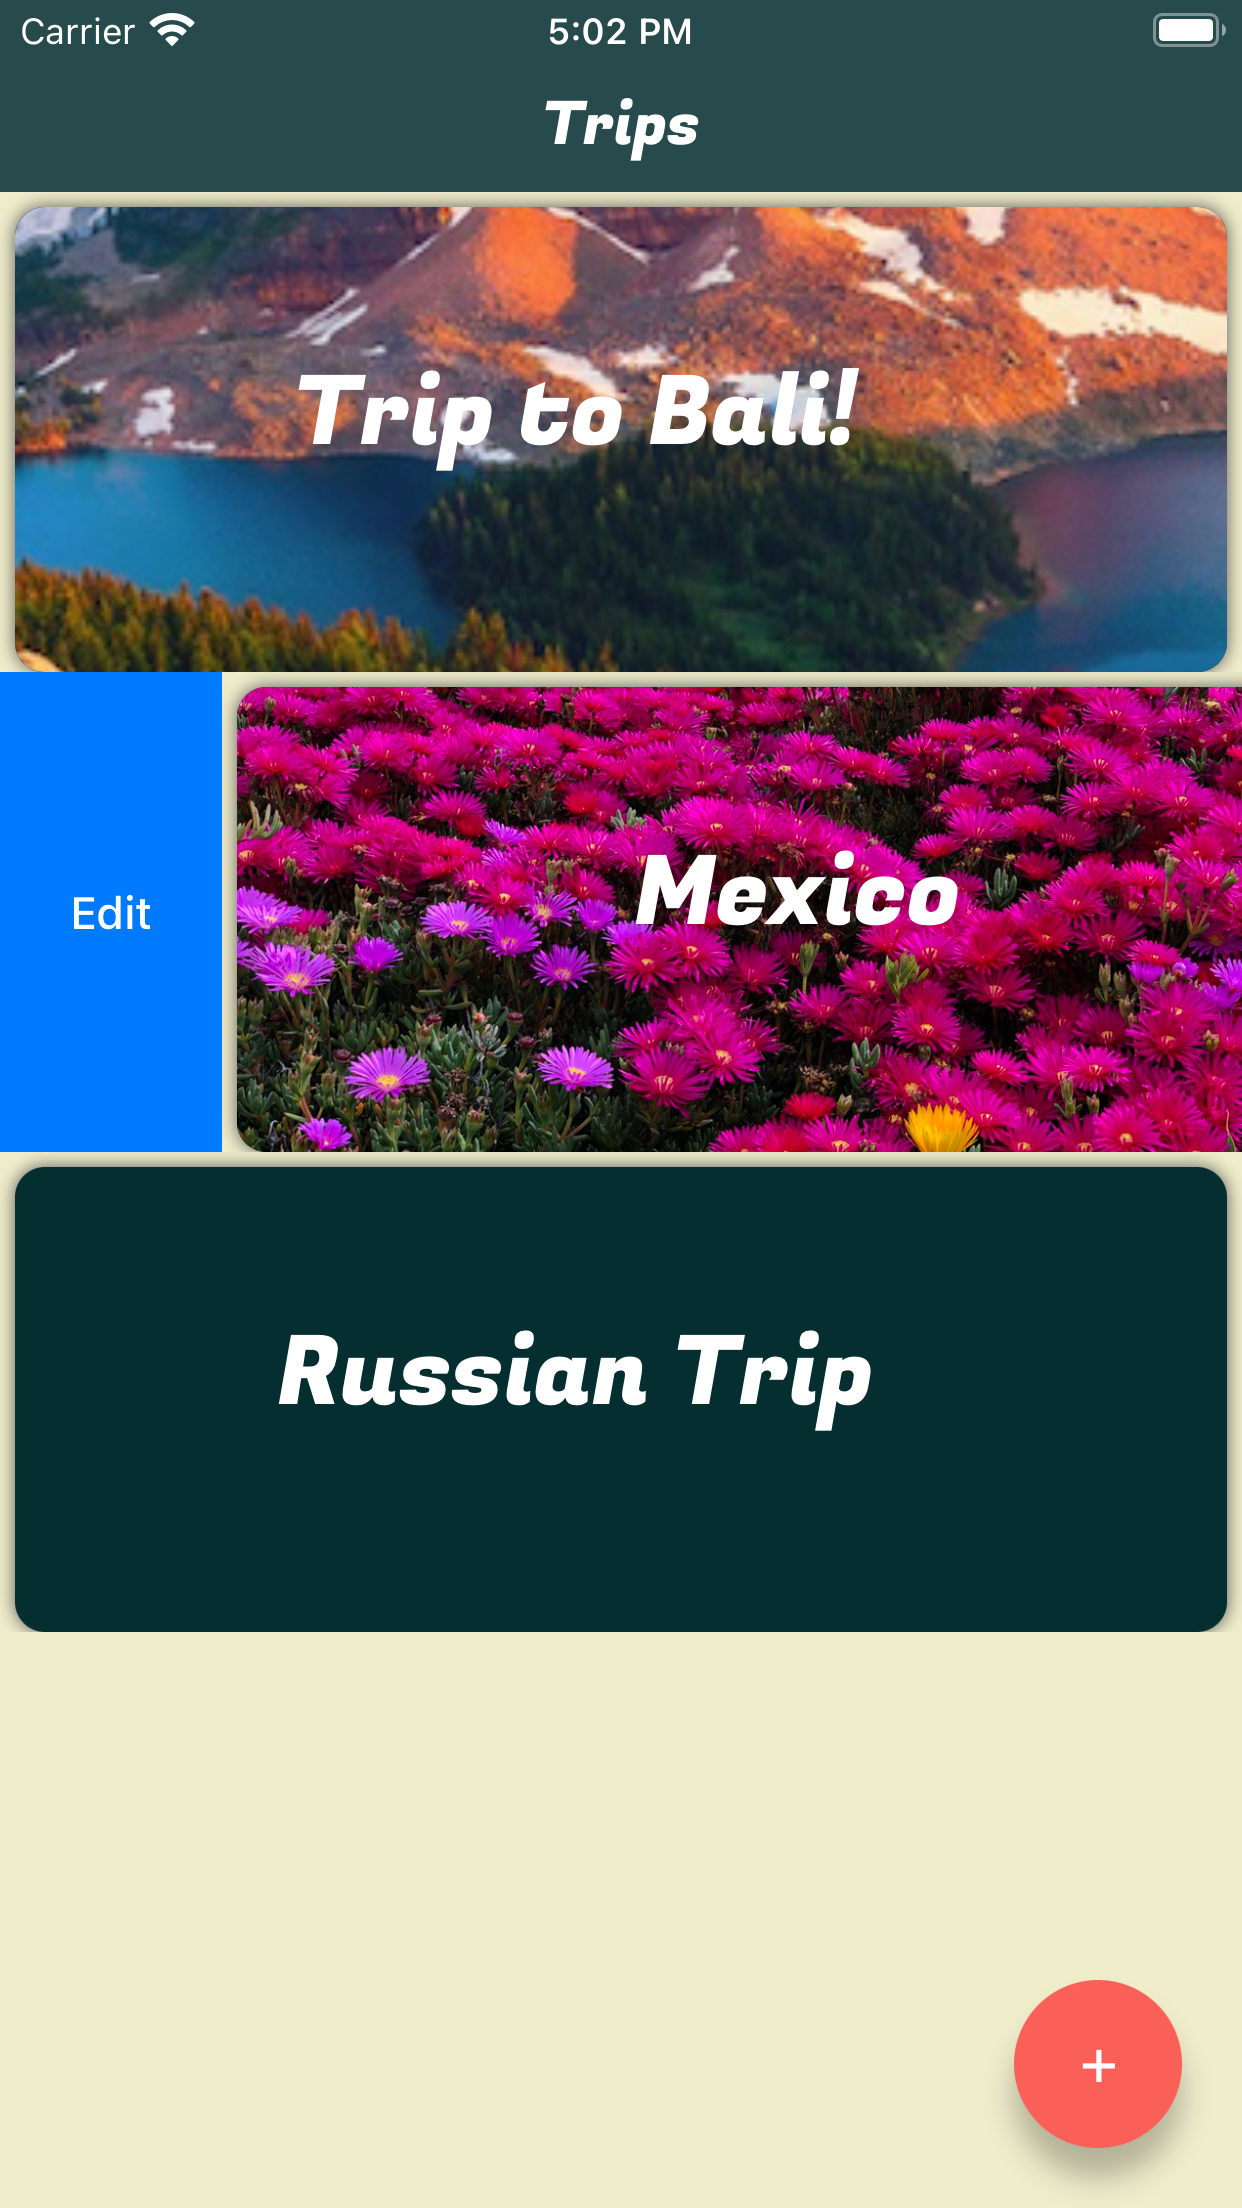 Carrier 5:02 PM
Trips
Trip to Bali!
Edit
Mexico
Russian Trip
+